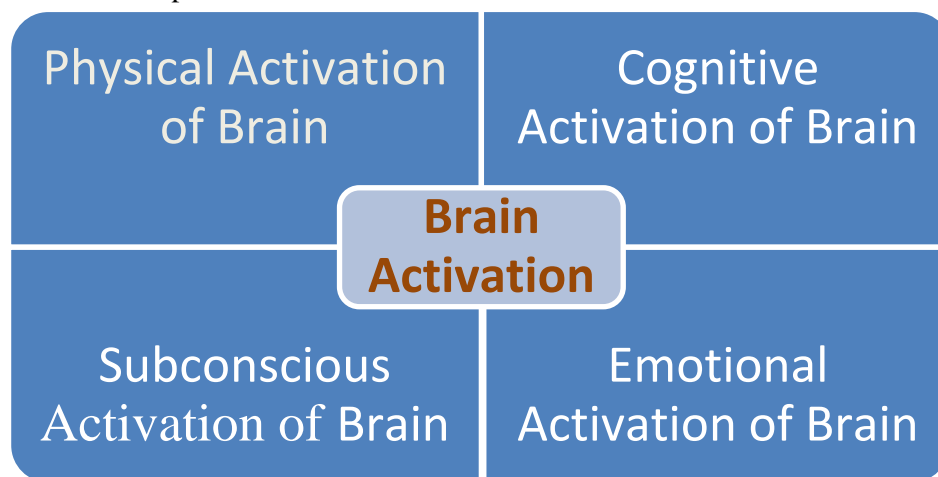 Physical Activation
of Brain
Cognitive
Activation of Brain
Brain
Activation
Subconscious
Activation of Brain
Emotional
Activation of Brain